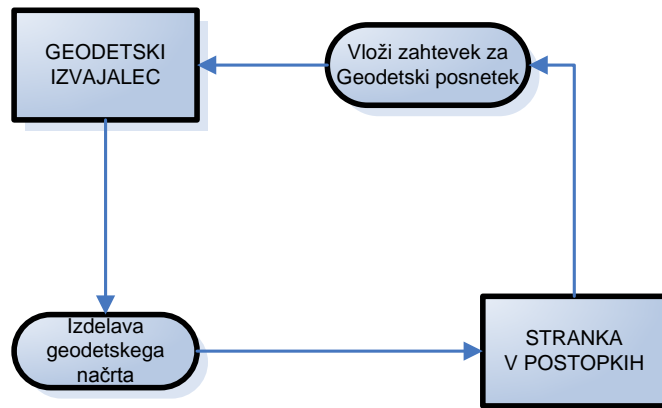 GEODETSKI
IZVAJALEC
Vloži zahtevek za
Geodetski posnetek
Izdelava
geodetskega
načrta
STRANKA
V POSTOPKIH